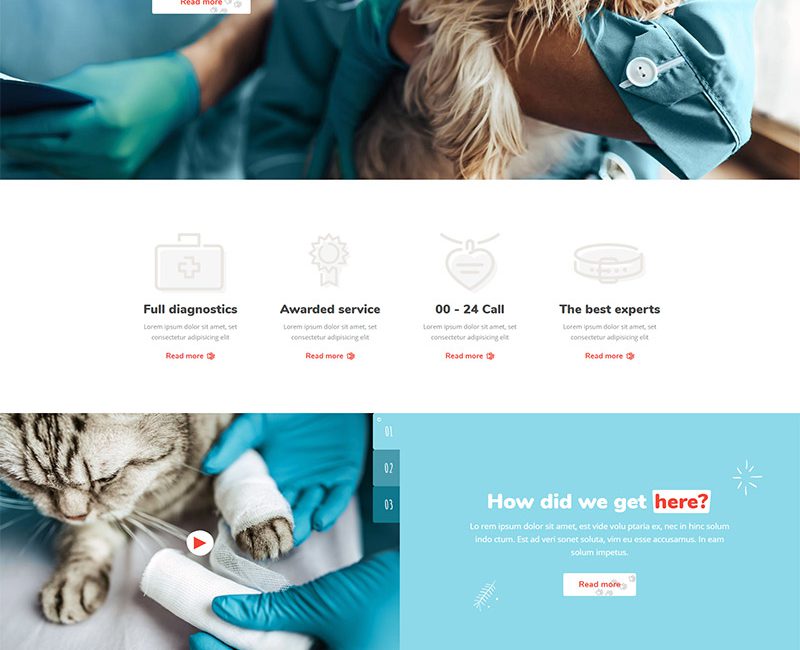 Read more
Full diagnostics
Lorem ipsum dolor sit amet, set
consectetur adipisicing elit
Read more
Awarded service
Lorem ipsum dolor sit amet, set
consectetur adipisicing elit
Read more
00 - 24 Call
Lorem ipsum dolor sit amet, set
consectetur adipisicing elit
Read more
The best experts
Lorem ipsum dolor sit amet, set
consectetur adipisicing elit
Read more
01
02
03
How did we get here?
Lo rem ipsum dolor sit amet, est vide volu ptaria ex, nec in hinc solum
indo ctum. Est ad veri sonet soluta, vim eu esse accusamus. In eam
solum impetus.
Read more